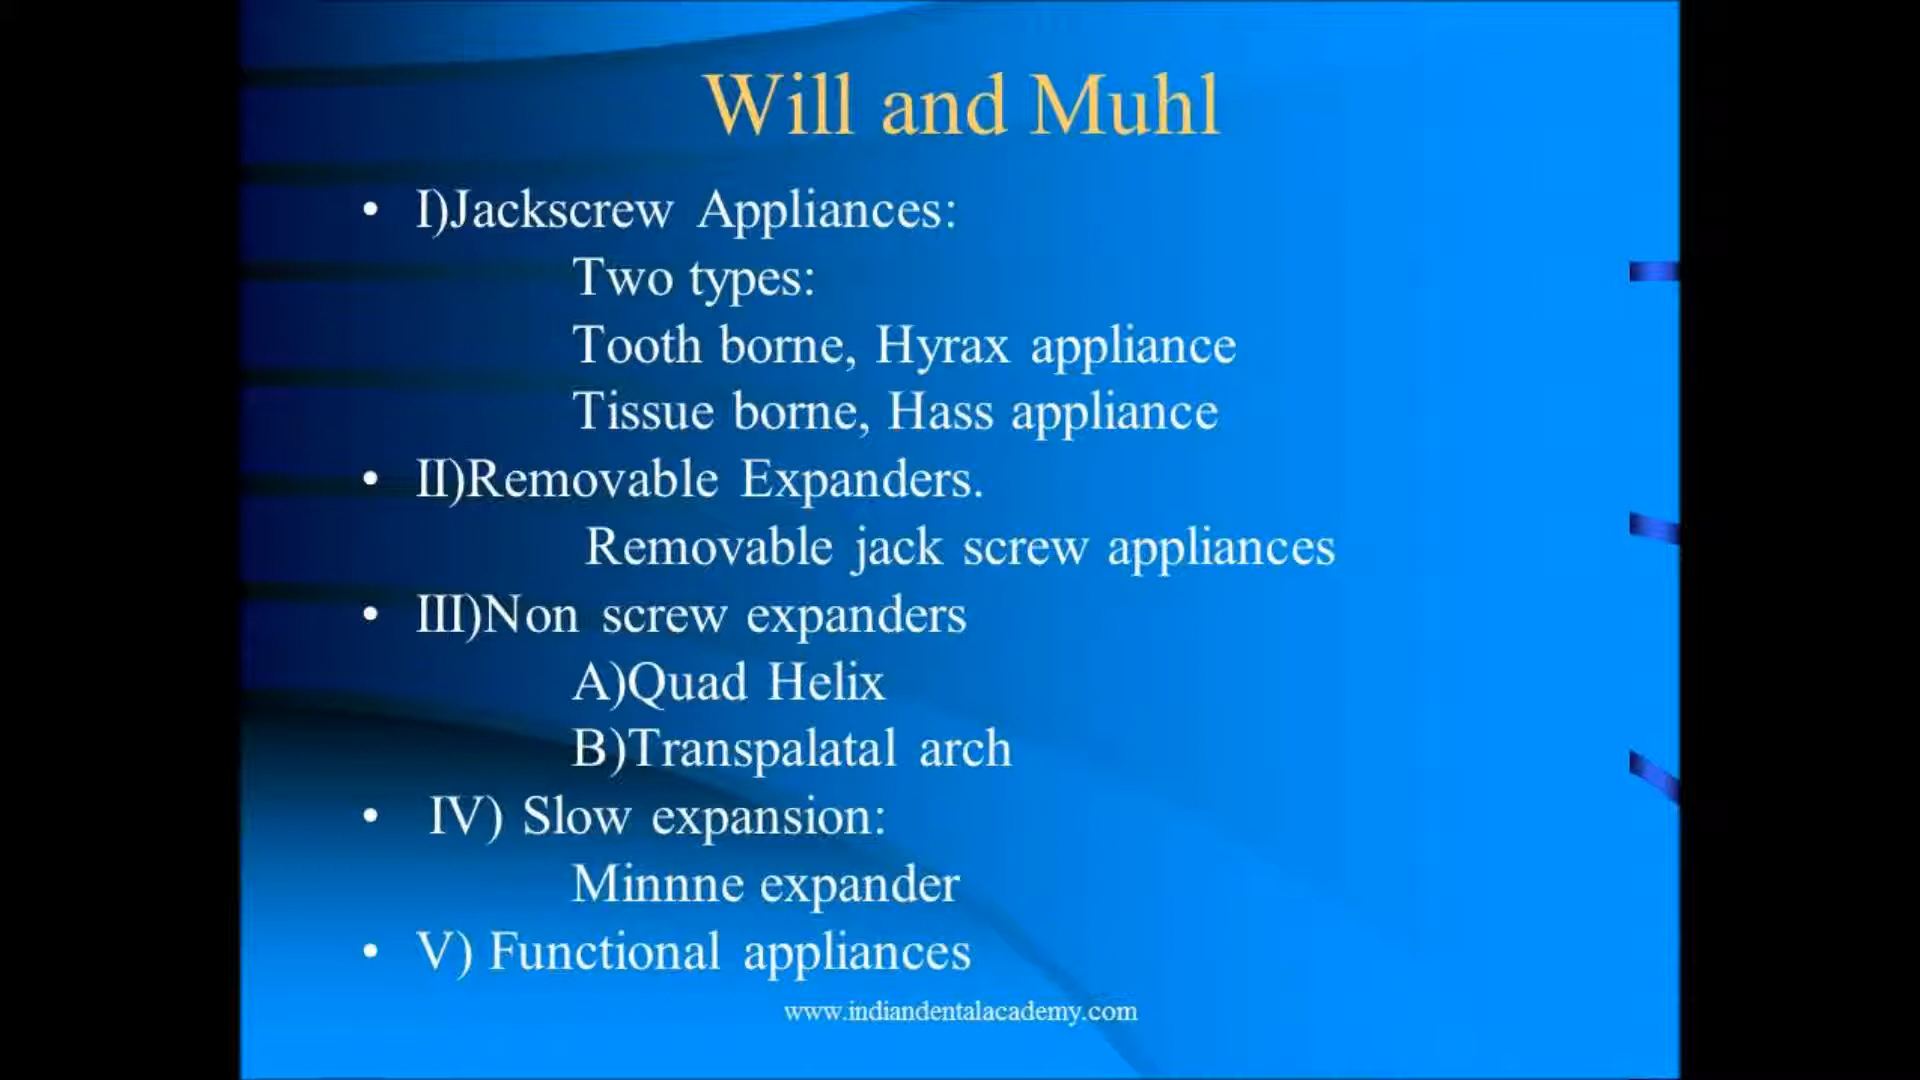 Will and Muhl
• I)Jackscrew Appliances:
Two types:
Tooth borne, Hyrax appliance
Tissue borne, Hass appliance
• II)Removable Expanders.
Removable jack screw appliances
• III)Non screw expanders
A)Quad Helix
B)Transpalatal arch
• IV) Slow expansion:
Minnne expander
• V) Functional appliances
www.indiandentalacademy.com